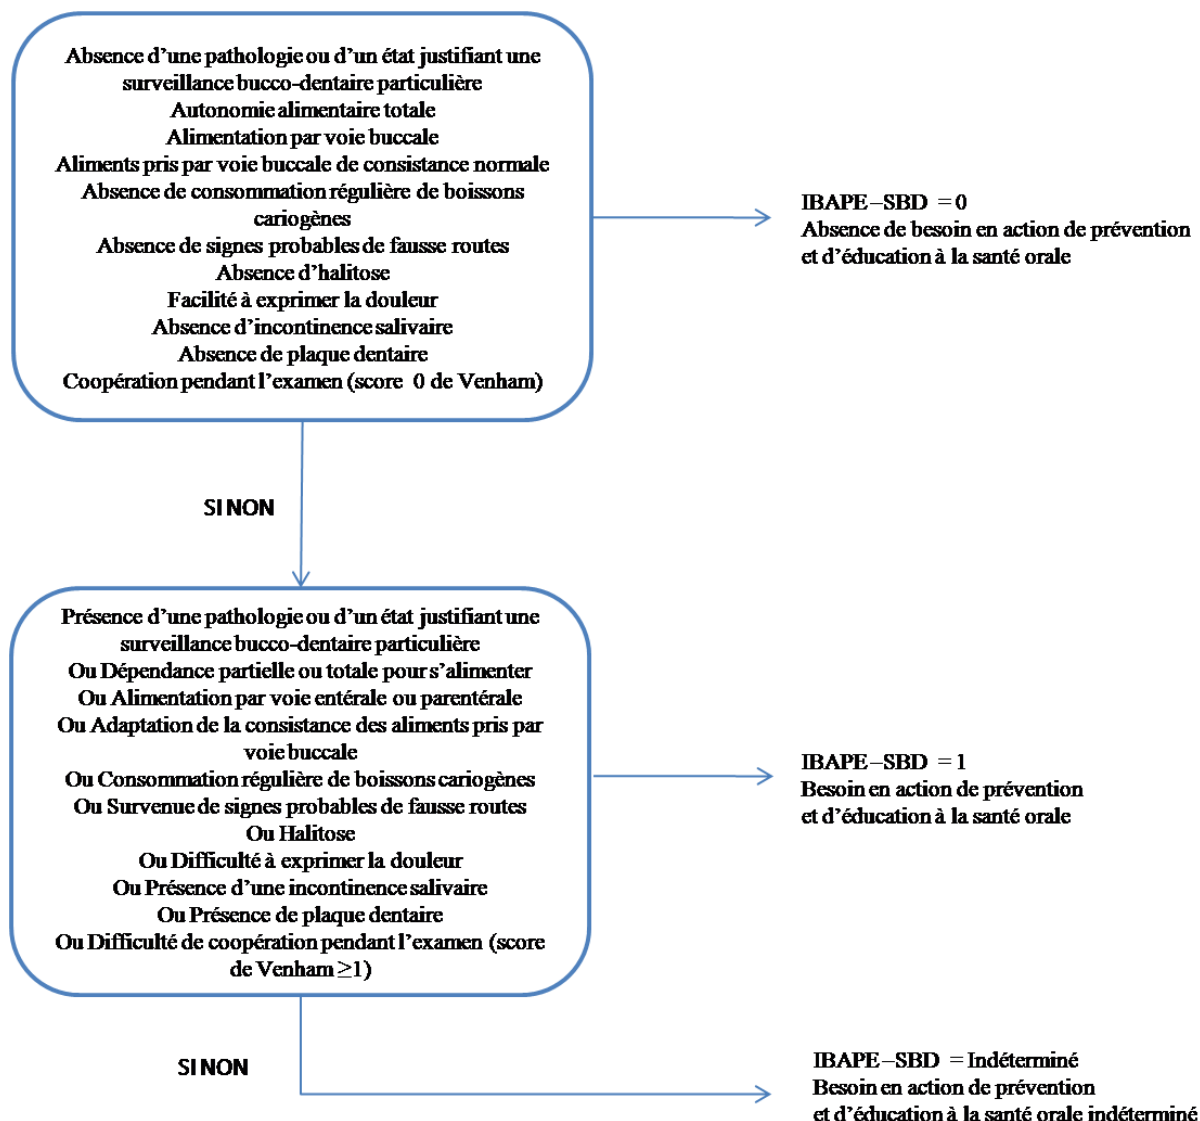 Absence d’une pathologie ou d’un état justifiant une
surveillance bucco-dentaire particulière
Autonomie alimentaire totale
Alimentation par voie buccale
Aliments pris par voie buccale de consistance normale
Absence de consommation régulière de boissons
cariogènes
Absence de signes probables de fausse routes
Absence d’halitose
Facilité à exprimer la douleur
Absence d’incontinence salivaire
Absence de plaque dentaire
Coopération pendant l’examen (score 0 de Venham)
IBAPE–SBD = 0
Absence de besoin en action de prévention
et d’éducation à la santé orale
SINON
Présence d’une pathologie ou d’un état justifiant une
surveillance bucco-dentaire particulière
Ou Dépendance partielle ou totale pour s’alimenter
Ou Alimentation par voie entérale ou parentérale
Ou Adaptation de la consistance des aliments pris par
voie buccale
Ou Consommation régulière de boissons cariogènes
Ou Survenue de signes probables de fausse routes
Ou Halitose
Ou Difficulté à exprimer la douleur
Ou Présence d’une incontinence salivaire
Ou Présence de plaque dentaire
Ou Difficulté de coopération pendant l’examen (score
de Venham ≥1)
IBAPE–SBD = 1
Besoin en action de prévention
et d’éducation à la santé orale
SINON
IBAPE–SBD = Indéterminé
Besoin en action de prévention
et d’éducation à la santé orale indéterminé